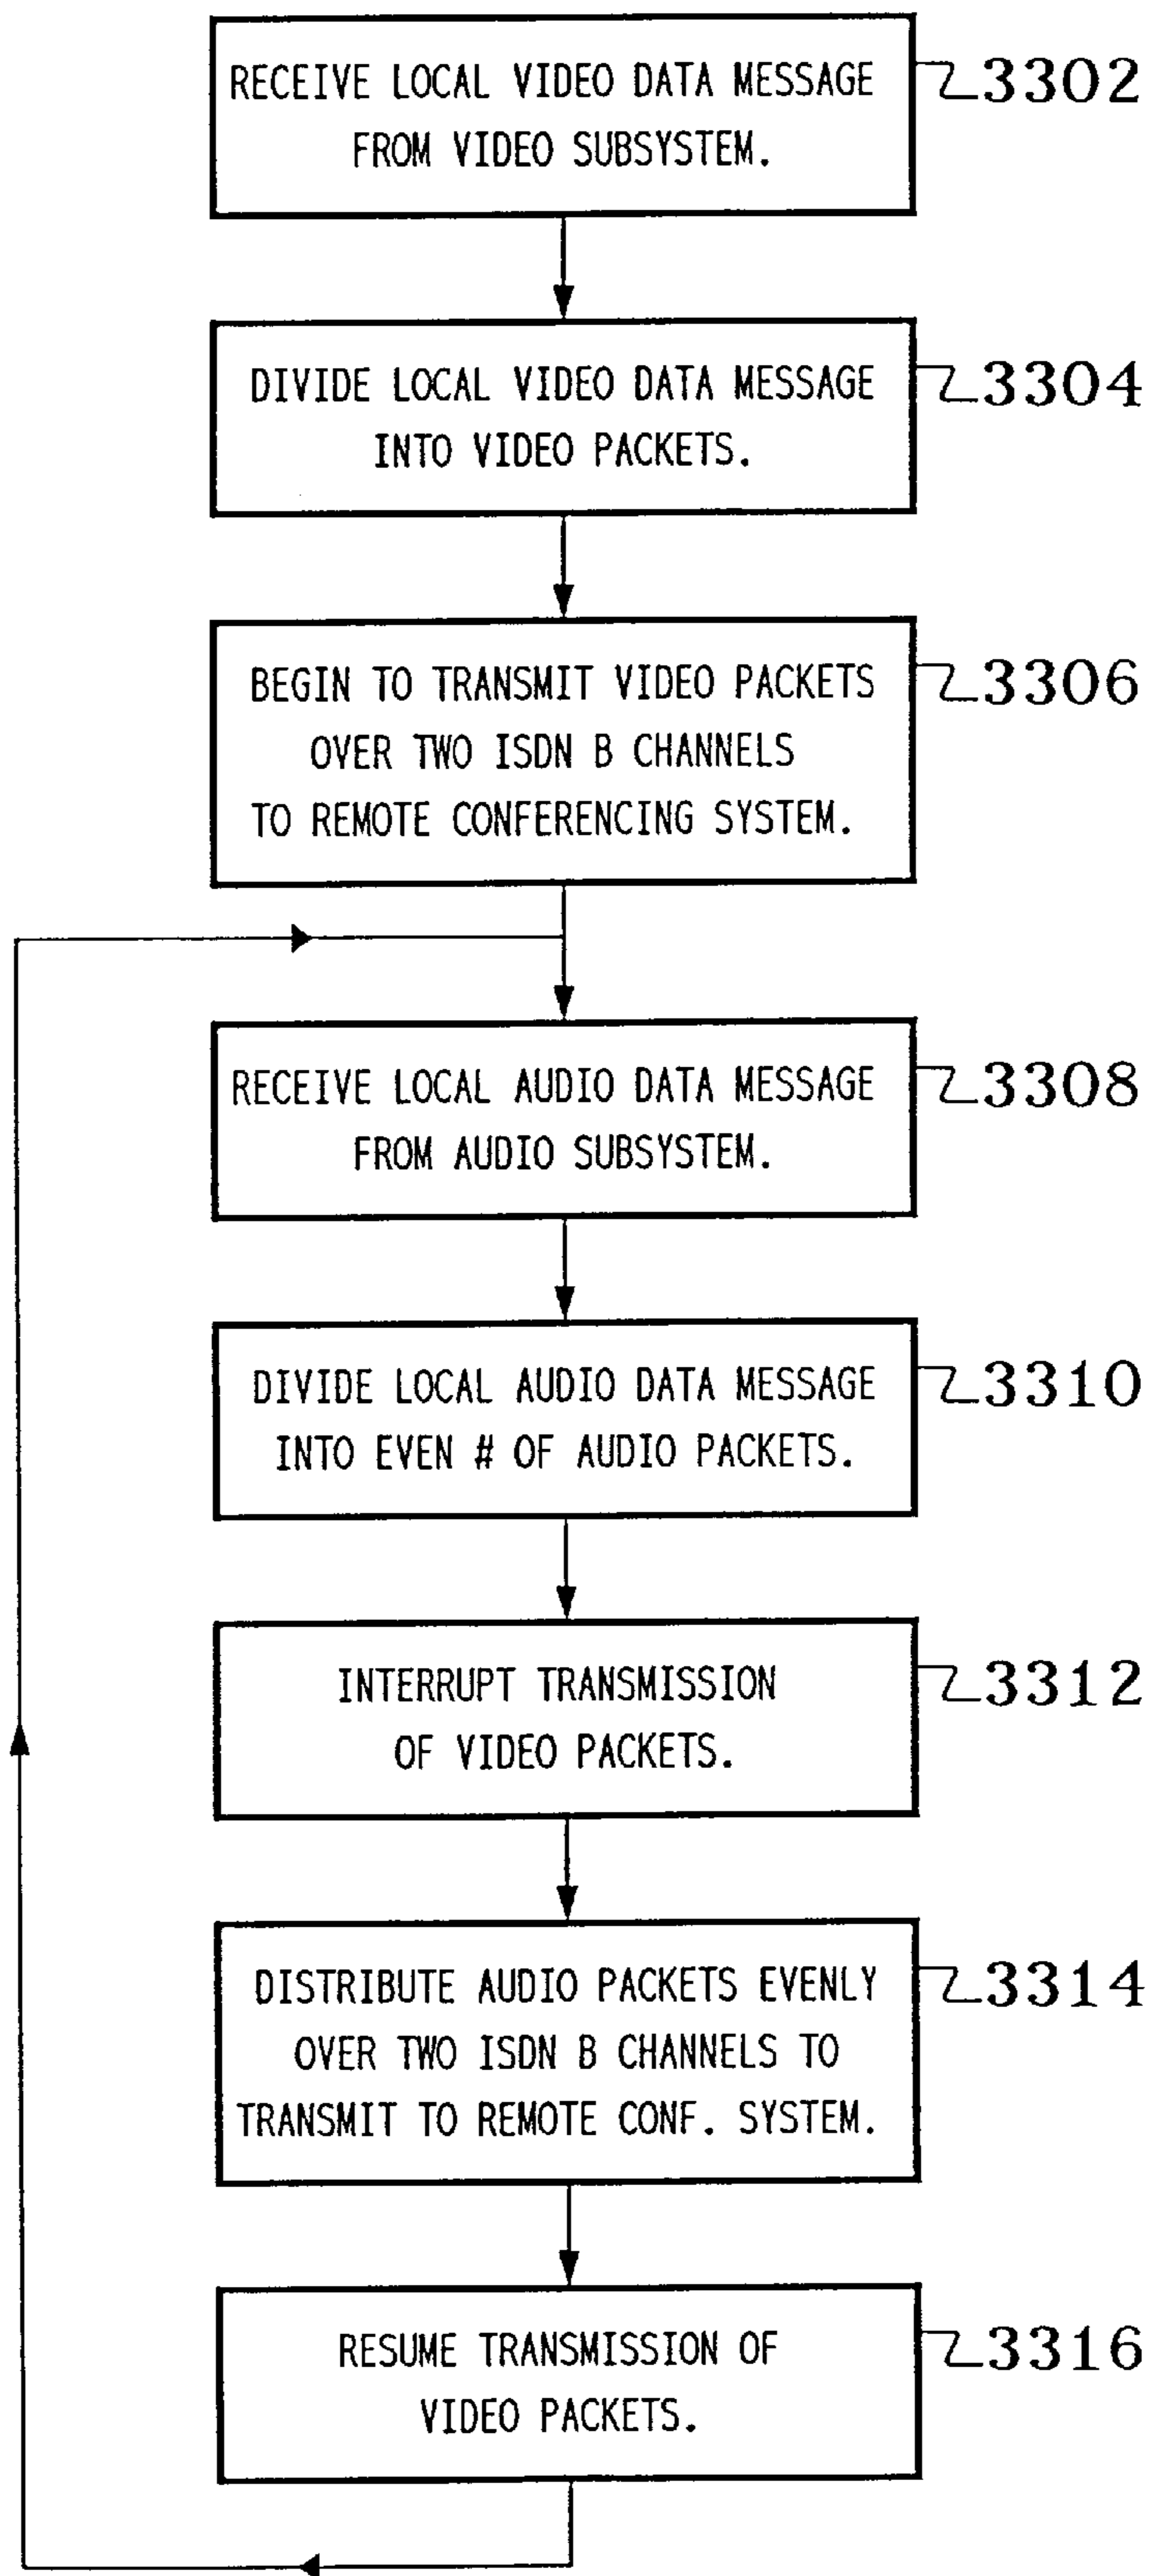 RECEIVE LOCAL VIDEO DATA MESSAGE
FROM VIDEO SUBSYSTEM.
3302
DIVIDE LOCAL VIDEO DATA MESSAGE
INTO VIDEO PACKETS.
3304
BEGIN TO TRANSMIT VIDEO PACKETS
OVER TWO ISDN B CHANNELS
TO REMOTE CONFERENCING SYSTEM.
3306
RECEIVE LOCAL AUDIO DATA MESSAGE
FROM AUDIO SUBSYSTEM.
3308
DIVIDE LOCAL AUDIO DATA MESSAGE
INTO EVEN # OF AUDIO PACKETS.
3310
INTERRUPT TRANSMISSION
OF VIDEO PACKETS.
3312
DISTRIBUTE AUDIO PACKETS EVENLY
OVER TWO ISDN B CHANNELS TO
TRANSMIT TO REMOTE CONF. SYSTEM.
3314
RESUME TRANSMISSION OF
VIDEO PACKETS.
3316